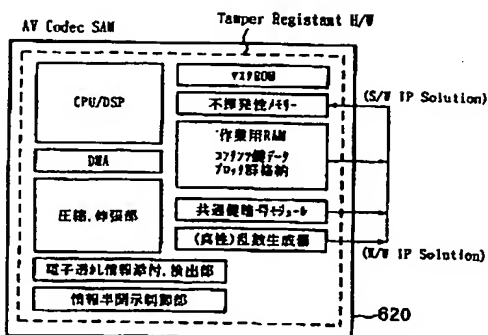 Tamper Registant H/W
AV Codec SAM
CPU/DSP
DMA
圧縮、伸張部
電子透かし情報添付、検出部
情報半開示制御部
マスクROM
不揮発性メモリー
作業用RAM
コンテンツ鍵データ
ブロック群格納
共通鍵暗号モジュール
(真性)乱数生成器
(S/W IP Solution)
(H/W IP Solution)
620